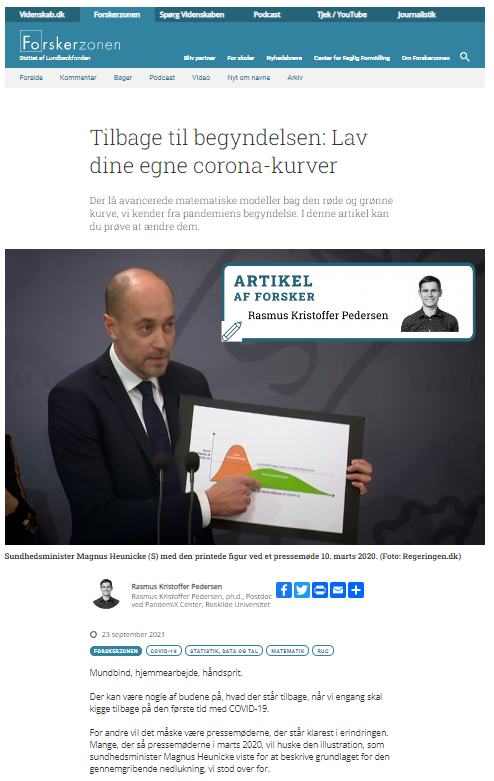 Videnskab.dk Forskerzonen Spørg Videnskaben Podcast Tjek / YouTube Journalistik
Forskerzonen
Støttet af Lundbeckfonden
Bliv partner For skoler Nyhedsbreve Center for Faglig Formidling Om Forskerzonen
Forside Kommentar Bøger Podcast Video Nyt om navne Arkiv
Tilbage til begyndelsen: Lav
dine egne corona-kurver
Der lå avancerede matematiske modeller bag den røde og grønne
kurve, vi kender fra pandemiens begyndelse. I denne artikel kan
du prøve at ændre dem.
ARTIKEL
AF FORSKER
Rasmus Kristoffer Pedersen
Sundhedsminister Magnus Heunicke (S) med den printede figur ved et pressemøde 10. marts 2020. (Foto: Regeringen.dk)
Rasmus Kristoffer Pedersen
Rasmus Kristoffer Pedersen, ph.d., Postdoc
ved PandemiX Center, Roskilde Universitet
23 september 2021
FORSKERZONEN COVID-19 STATISTIK, DATA OG TAL MATEMATIK RUC
Mundbind, hjemmearbejde, håndsprit.
Der kan være nogle af budene på, hvad der står tilbage, når vi engang skal
kigge tilbage på den første tid med COVID-19.
For andre vil det måske være pressemøderne, der står klarest i erindringen.
Mange, der så pressemøderne i marts 2020, vil huske den illustration, som
sundhedsminister Magnus Heunicke viste for at beskrive grundlaget for den
gennemgribende nedlukning, vi stod over for.